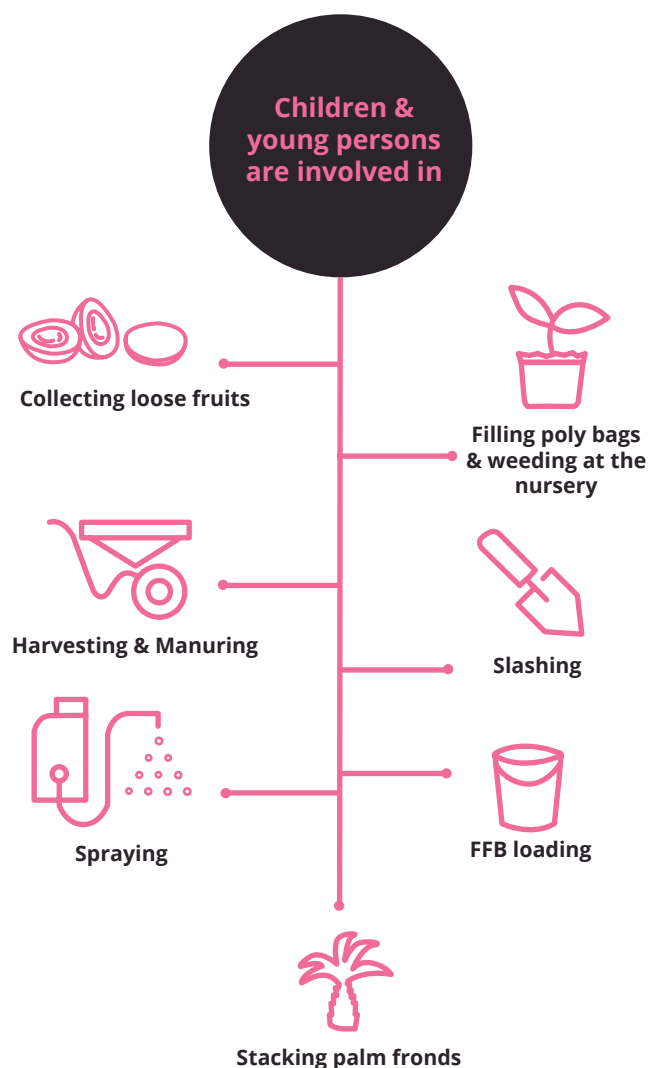 Children &
young persons
are involved in
Collecting loose fruits
Filling poly bags
& weeding at the
nursery
Harvesting & Manuring
Slashing
Spraying
FFB loading
Stacking palm fronds